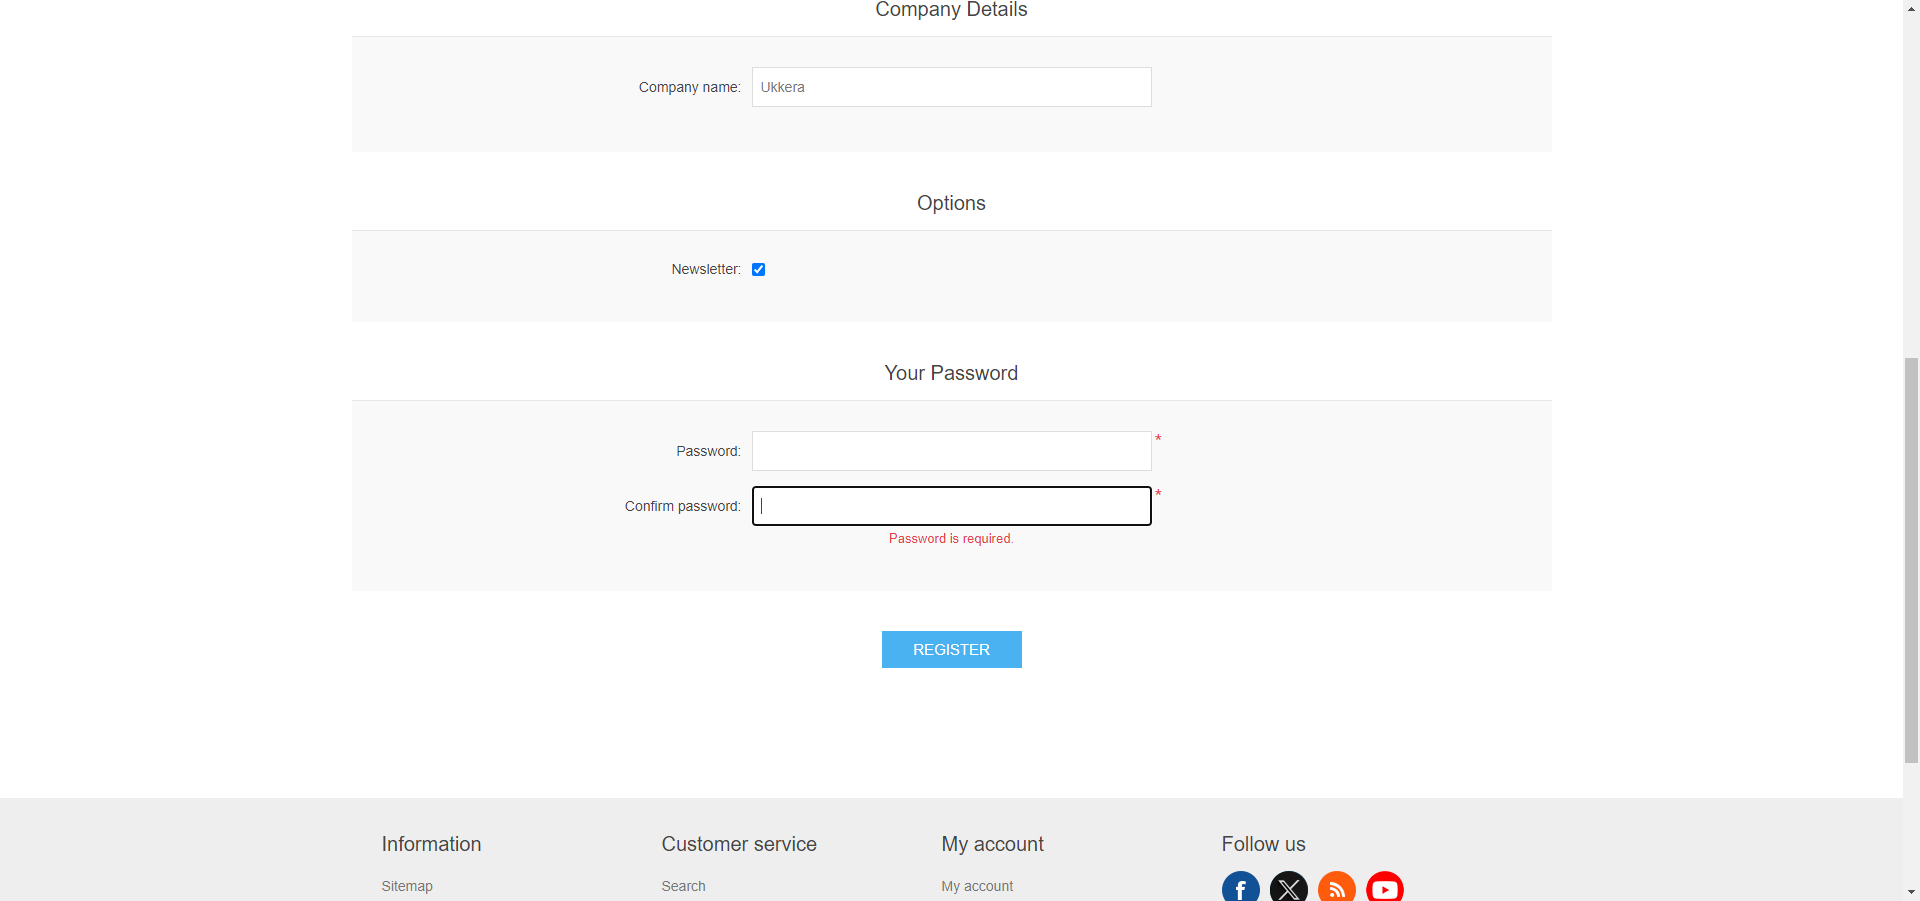 Company Details
Company name: Ukkera
Options
Newsletter:
Your Password
Password: *
Confirm password: *
Password is required.
REGISTER
Information Customer service My account Follow us
Sitemap Search My account